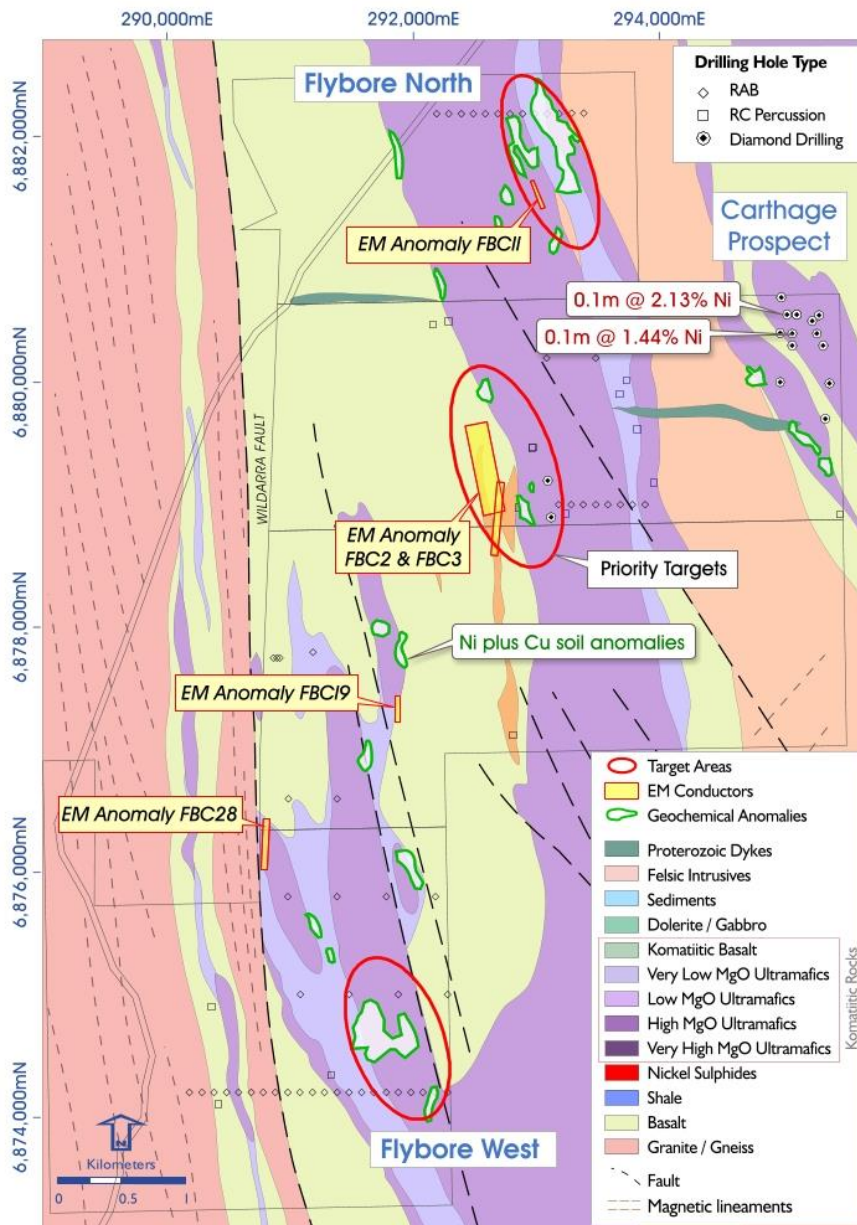 290,000mE
292,000mE
294,000mE
6,882,000mN
6,880,000mN
6,878,000mN
6,876,000mN
6,874,000mN
Flybore North
Drilling Hole Type
RAB
RC Percussion
Diamond Drilling
Carthage
Prospect
EM Anomaly FBC11
0.1m @ 2.13% Ni
0.1m @ 1.44% Ni
WILDARRA FAULT
EM Anomaly
FBC2 & FBC3
Priority Targets
Ni plus Cu soil anomalies
EM Anomaly FBC19
EM Anomaly FBC28
Target Areas
EM Conductors
Geochemical Anomalies
Proterozoic Dykes
Felsic Intrusives
Sediments
Dolerite / Gabbro
Komatiitic Basalt
Very Low MgO Ultramafics
Low MgO Ultramafics
High MgO Ultramafics
Very High MgO Ultramafics
Komatiitic Rocks
Nickel Sulphides
Shale
Basalt
Granite / Gneiss
Fault
Magnetic lineaments
Flybore West
N
Kilometers
0 0.5 1